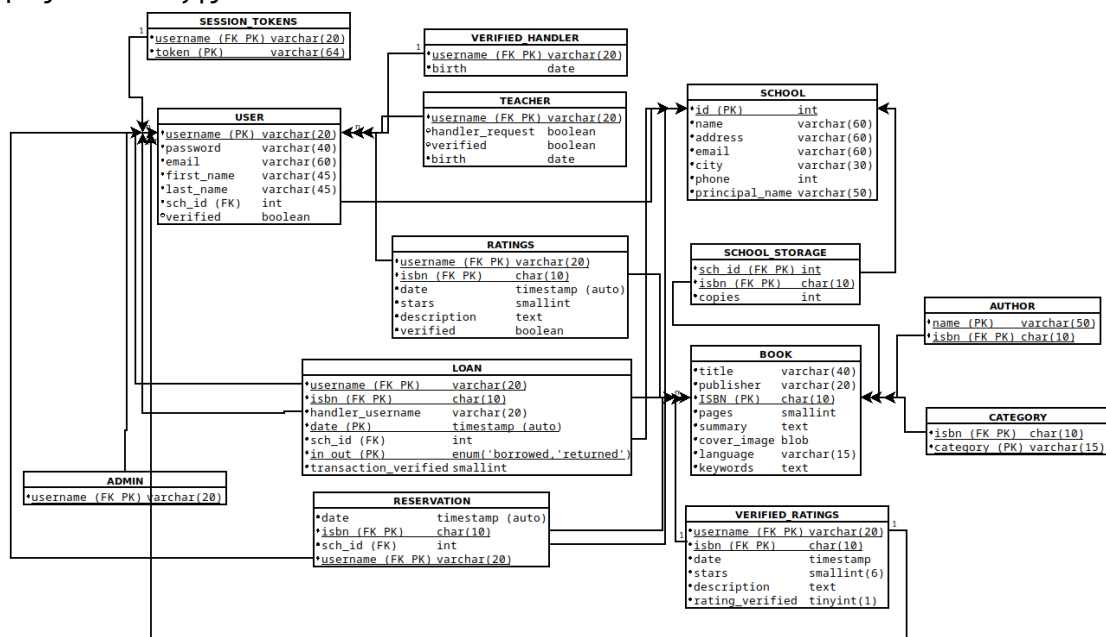 SESSION_TOKENS
username (FK PK) varchar(20)
token (PK) varchar(64)
1
VERIFIED_HANDLER
username (FK PK) varchar(20)
birth date
1
TEACHER
username (FK PK) varchar(20)
handler_request boolean
verified boolean
birth date
SCHOOL
id (PK) int
name varchar(60)
address varchar(60)
email varchar(60)
city varchar(30)
phone int
principal_name varchar(50)
USER
username (PK) varchar(20)
password varchar(40)
email varchar(60)
first_name varchar(45)
last_name varchar(45)
sch_id (FK) int
verified boolean
RATINGS
username (FK PK) varchar(20)
isbn (FK PK) char(10)
date timestamp (auto)
stars smallint
description text
verified boolean
SCHOOL_STORAGE
sch_id (FK PK) int
isbn (FK PK) char(10)
copies int
AUTHOR
name (PK) varchar(50)
isbn (FK PK) char(10)
BOOK
title varchar(40)
publisher varchar(20)
ISBN (PK) char(10)
pages smallint
summary text
cover_image blob
language varchar(15)
keywords text
LOAN
username (FK PK) varchar(20)
isbn (FK PK) char(10)
handler_username varchar(20)
date (PK) timestamp (auto)
sch_id (FK) int
in_out (PK) enum('borrowed,'returned')
transaction_verified smallint
CATEGORY
isbn (FK PK) char(10)
category (PK) varchar(15)
ADMIN
username (FK PK) varchar(20)
RESERVATION
date timestamp (auto)
isbn (FK PK) char(10)
sch_id (FK) int
username (FK PK) varchar(20)
VERIFIED_RATINGS
username (FK PK) varchar(20)
isbn (FK PK) char(10)
date timestamp
stars smallint(6)
description text
rating_verified tinyint(1)
1
1